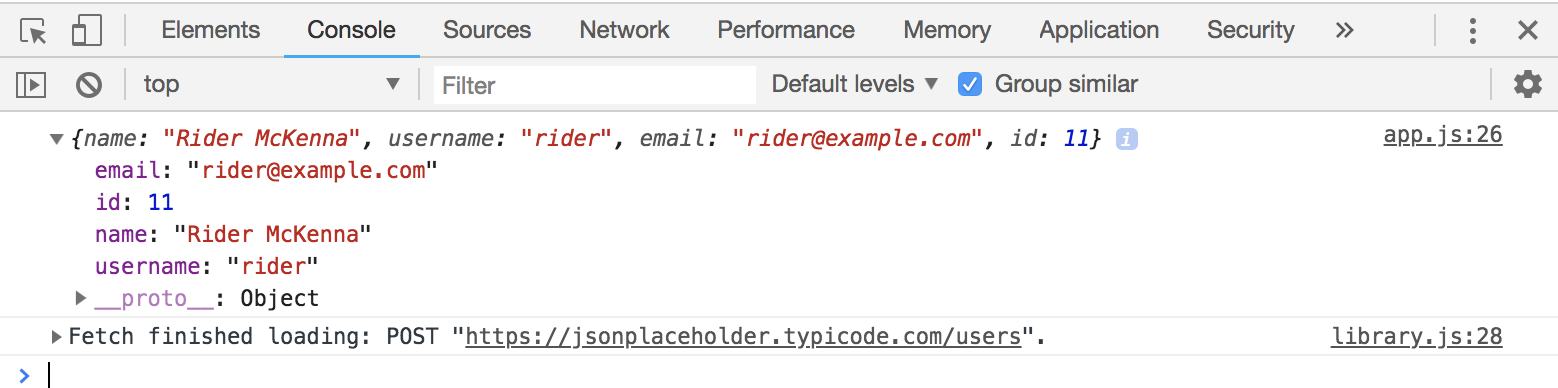 Elements Console Sources Network Performance Memory Application Security »
top Filter Default levels Group similar
{name: "Rider McKenna", username: "rider", email: "rider@example.com", id: 11} i app.js:26
email: "rider@example.com"
id: 11
name: "Rider McKenna"
username: "rider"
__proto__: Object
Fetch finished loading: POST "https://jsonplaceholder.typicode.com/users". library.js:28
>